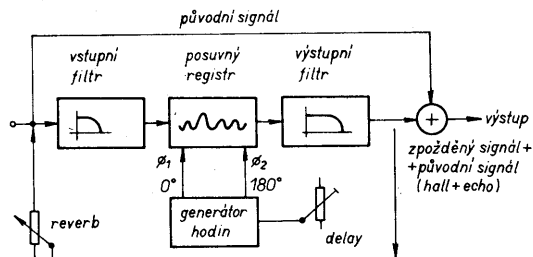 původní signál
vstupní
filtr
posuvný
registr
výstupní
filtr
výstup
zpožděný signál +
+původní signál
(hall + echo)
ø1
0°
ø2
180°
generátor
hodin
reverb
delay